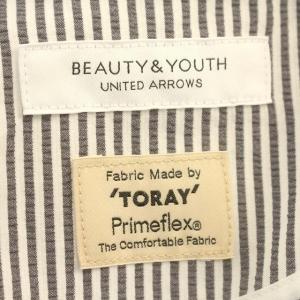 BEAUTY&YOUTH
UNITED ARROWS
Fabric Made by
'TORAY'
Primeflex®
The Comfortable Fabric